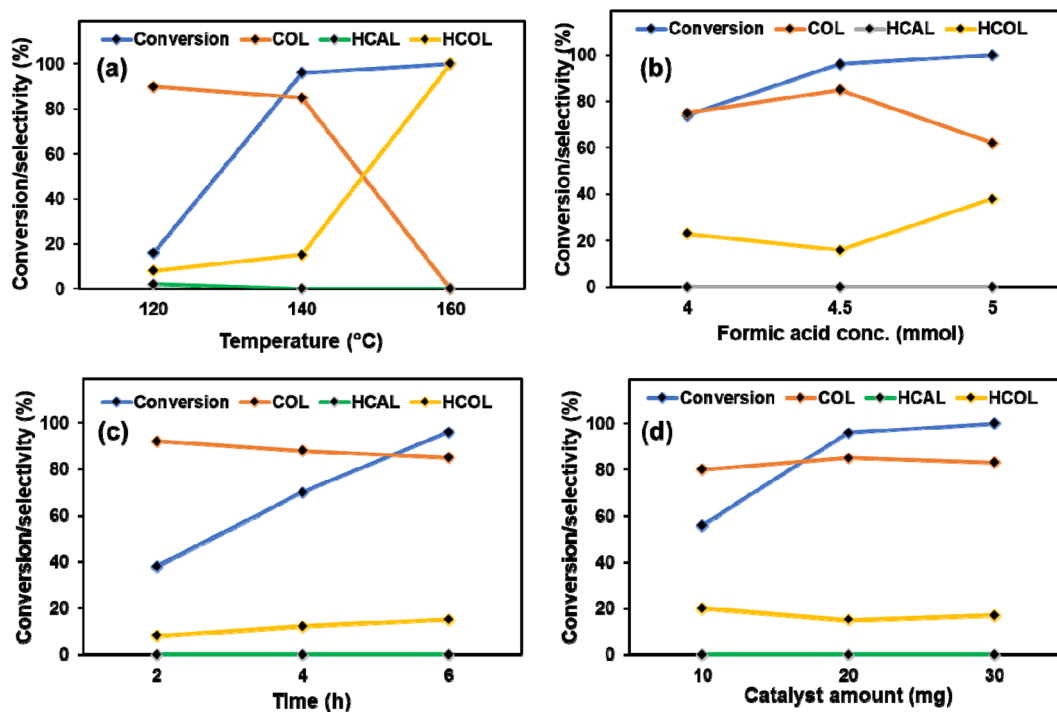 Conversion COL HCAL HCOL
(a)
Conversion/selectivity (%)
100
80
60
40
20
0
120 140 160
Temperature (°C)
Conversion COL HCAL HCOL
(b)
Conversion/selectivity (%)
100
80
60
40
20
0
4 4.5 5
Formic acid conc. (mmol)
Conversion COL HCAL HCOL
(c)
Conversion/selectivity (%)
100
80
60
40
20
0
2 4 6
Time (h)
Conversion COL HCAL HCOL
(d)
Conversion/selectivity (%)
100
80
60
40
20
0
10 20 30
Catalyst amount (mg)